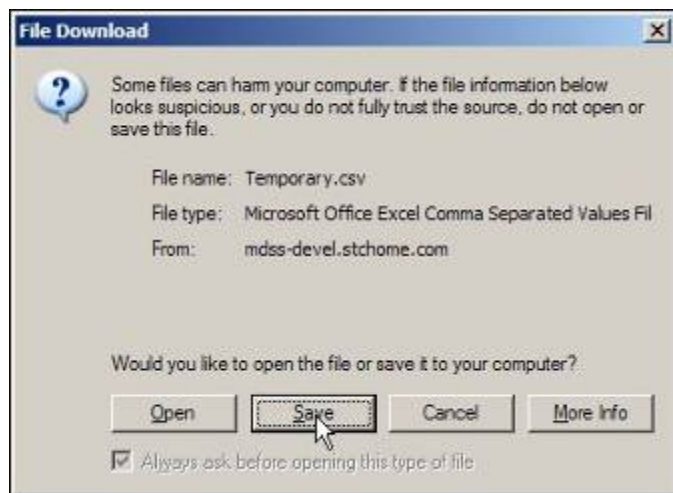 File Download
Some files can harm your computer. If the file information below
looks suspicious, or you do not fully trust the source, do not open or
save this file.
File name: Temporary.csv
File type: Microsoft Office Excel Comma Separated Values Fil
From: mdss-devel.stchome.com
Would you like to open the file or save it to your computer?
Open Save Cancel More Info
Always ask before opening this type of file